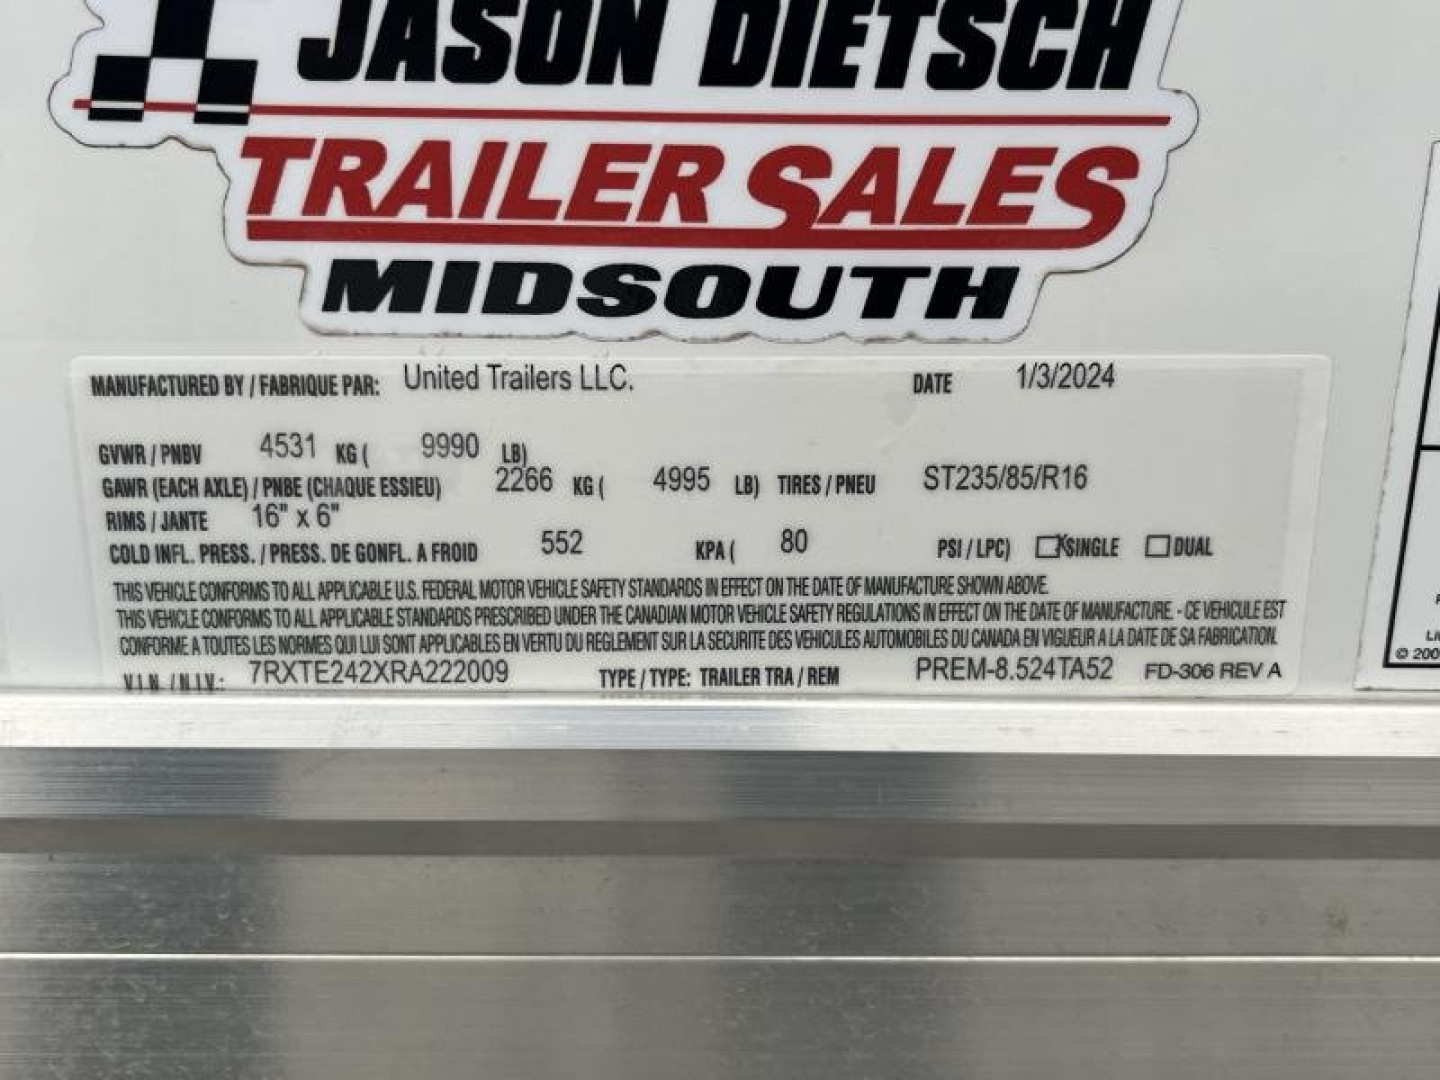 JASON DIETSCH
TRAILER SALES
MIDSOUTH
MANUFACTURED BY / FABRIQUE PAR: United Trailers LLC. DATE 1/3/2024
GVWR / PNBV 4531 KG ( 9990 LB)
GAWR (EACH AXLE) / PNBE (CHAQUE ESSIEU) 2266 KG ( 4995 LB) TIRES / PNEU ST235/85/R16
RIMS / JANTE 16" x 6"
COLD INFL. PRESS. / PRESS. DE GONFL. A FROID 552 KPA ( 80 PSI / LPC) ☒ SINGLE ☐ DUAL
THIS VEHICLE CONFORMS TO ALL APPLICABLE U.S. FEDERAL MOTOR VEHICLE SAFETY STANDARDS IN EFFECT ON THE DATE OF MANUFACTURE SHOWN ABOVE.
THIS VEHICLE CONFORMS TO ALL APPLICABLE STANDARDS PRESCRIBED UNDER THE CANADIAN MOTOR VEHICLE SAFETY REGULATIONS IN EFFECT ON THE DATE OF MANUFACTURE. - CE VEHICULE EST
CONFORME A TOUTES LES NORMES QUI LUI SONT APPLICABLES EN VERTU DU REGLEMENT SUR LA SECURITE DES VEHICULES AUTOMOBILES DU CANADA EN VIGUEUR A LA DATE DE SA FABRICATION.
V.I.N. / N.I.V.: 7RXTE242XRA222009 TYPE / TYPE: TRAILER TRA / REM PREM-8.524TA52 FD-306 REV A
© 200